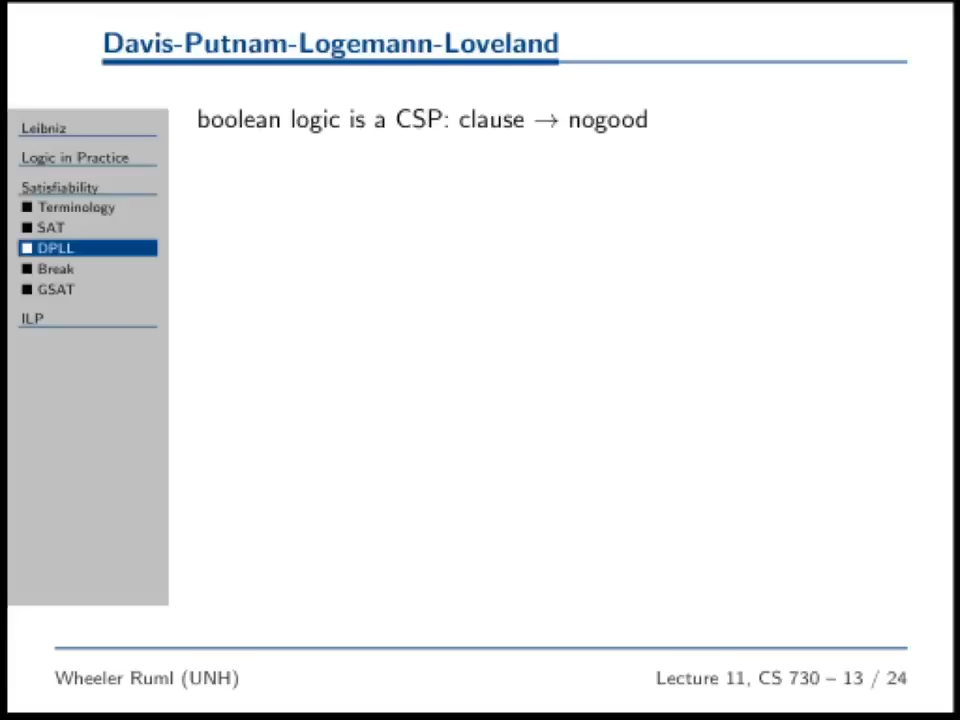 Davis-Putnam-Logemann-Loveland
boolean logic is a CSP: clause → nogood
Leibniz
Logic in Practice
Satisfiability
Terminology
SAT
DPLL
Break
GSAT
ILP
Wheeler Ruml (UNH)
Lecture 11, CS 730 – 13 / 24